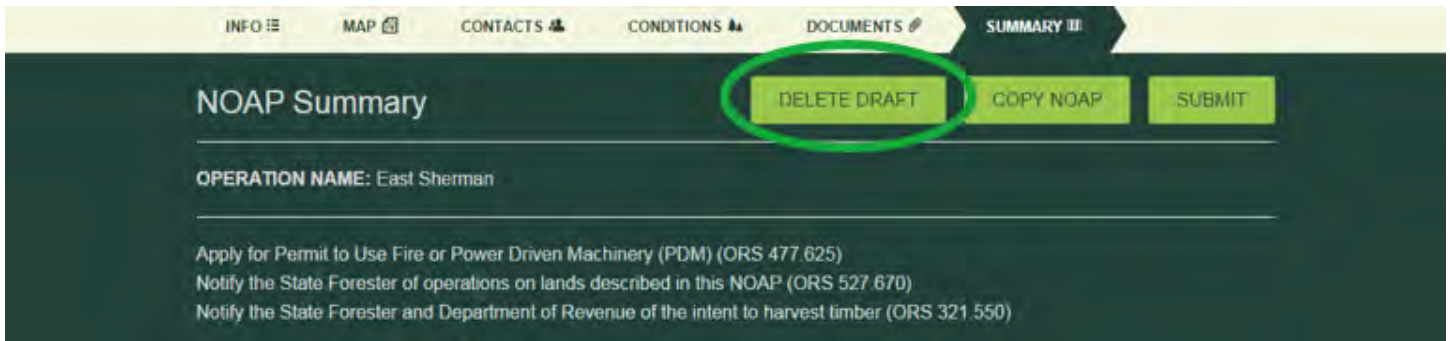 INFO MAP CONTACTS CONDITIONS DOCUMENTS SUMMARY
NOAP Summary DELETE DRAFT COPY NOAP SUBMIT
OPERATION NAME: East Sherman
Apply for Permit to Use Fire or Power Driven Machinery (PDM) (ORS 477.625)
Notify the State Forester of operations on lands described in this NOAP (ORS 527.670)
Notify the State Forester and Department of Revenue of the intent to harvest timber (ORS 321.550)